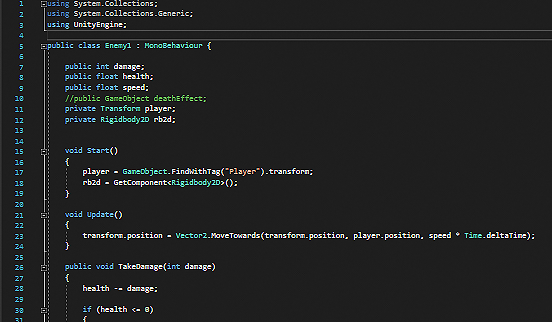 1 using System.Collections;
2 using System.Collections.Generic;
3 using UnityEngine;
4
5 public class Enemy1 : MonoBehaviour {
6
7 public int damage;
8 public float health;
9 public float speed;
10 //public GameObject deathEffect;
11 private Transform player;
12 private Rigidbody2D rb2d;
13
14
15 void Start()
16 {
17 player = GameObject.FindWithTag("Player").transform;
18 rb2d = GetComponent<Rigidbody2D>();
19 }
20
21 void Update()
22 {
23 transform.position = Vector2.MoveTowards(transform.position, player.position, speed * Time.deltaTime);
24 }
25
26 public void TakeDamage(int damage)
27 {
28 health -= damage;
29
30 if (health <= 0)
31 {